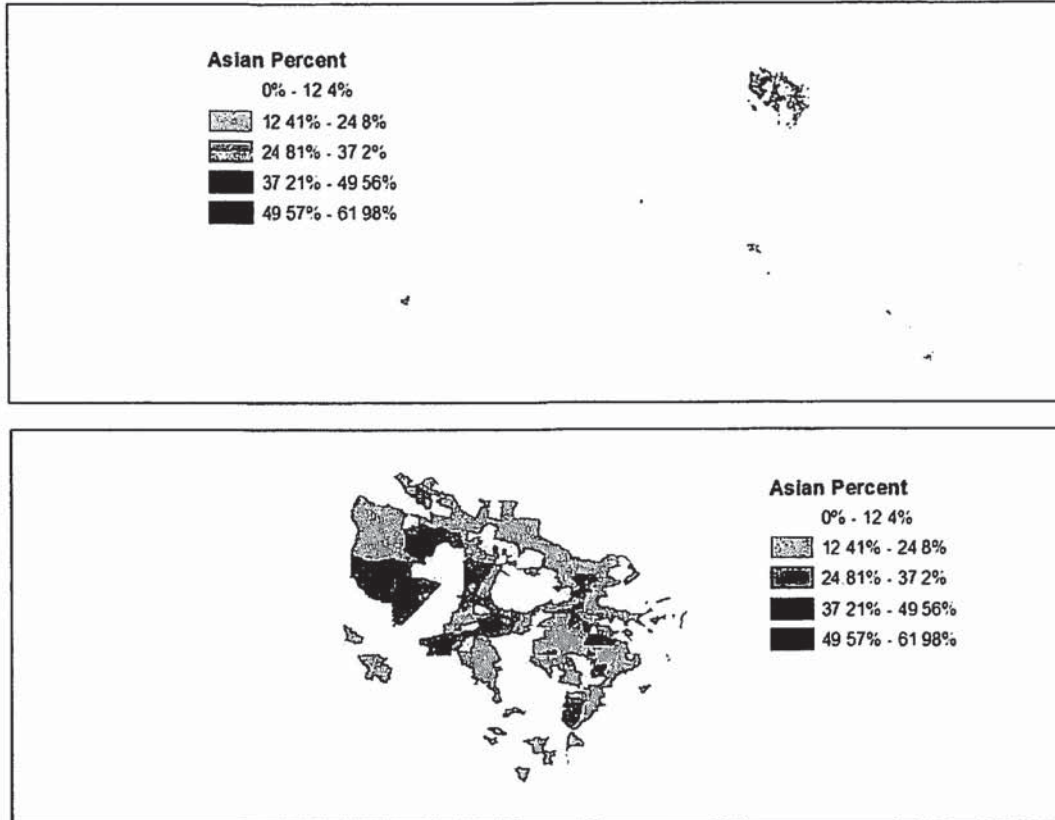 Asian Percent
0% - 12 4%
12 41% - 24 8%
24 81% - 37 2%
37 21% - 49 56%
49 57% - 61 98%
Asian Percent
0% - 12 4%
12 41% - 24 8%
24.81% - 37 2%
37 21% - 49 56%
49 57% - 61 98%